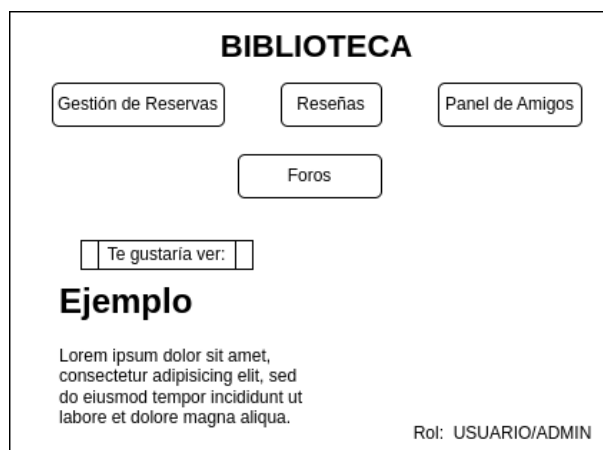 BIBLIOTECA
Gestión de Reservas
Reseñas
Panel de Amigos
Foros
Te gustaría ver:
Ejemplo
Lorem ipsum dolor sit amet,
consectetur adipisicing elit, sed
do eiusmod tempor incididunt ut
labore et dolore magna aliqua.
Rol: USUARIO/ADMIN